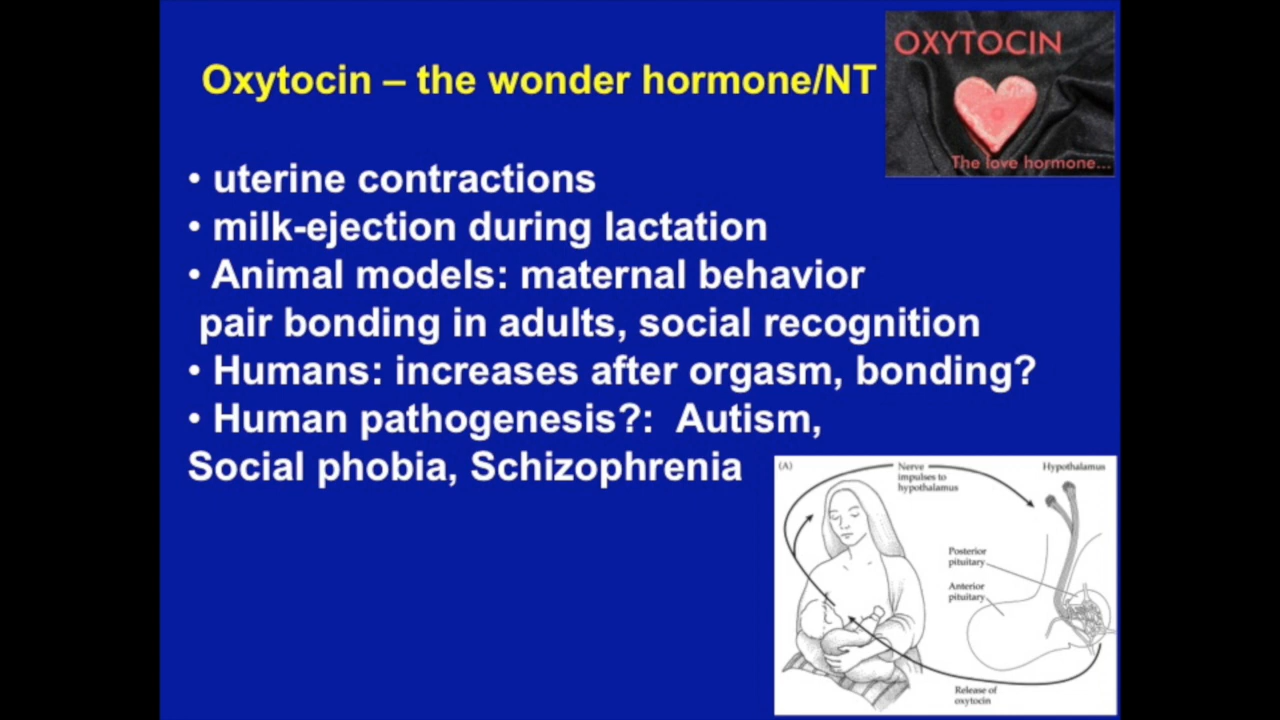 Oxytocin – the wonder hormone/NT
OXYTOCIN
The love hormone...
• uterine contractions
• milk-ejection during lactation
• Animal models: maternal behavior
pair bonding in adults, social recognition
• Humans: increases after orgasm, bonding?
• Human pathogenesis?: Autism,
Social phobia, Schizophrenia
(A)
Nerve
impulses to
hypothalamus
Hypothalamus
Posterior
pituitary
Anterior
pituitary
Release of
oxytocin